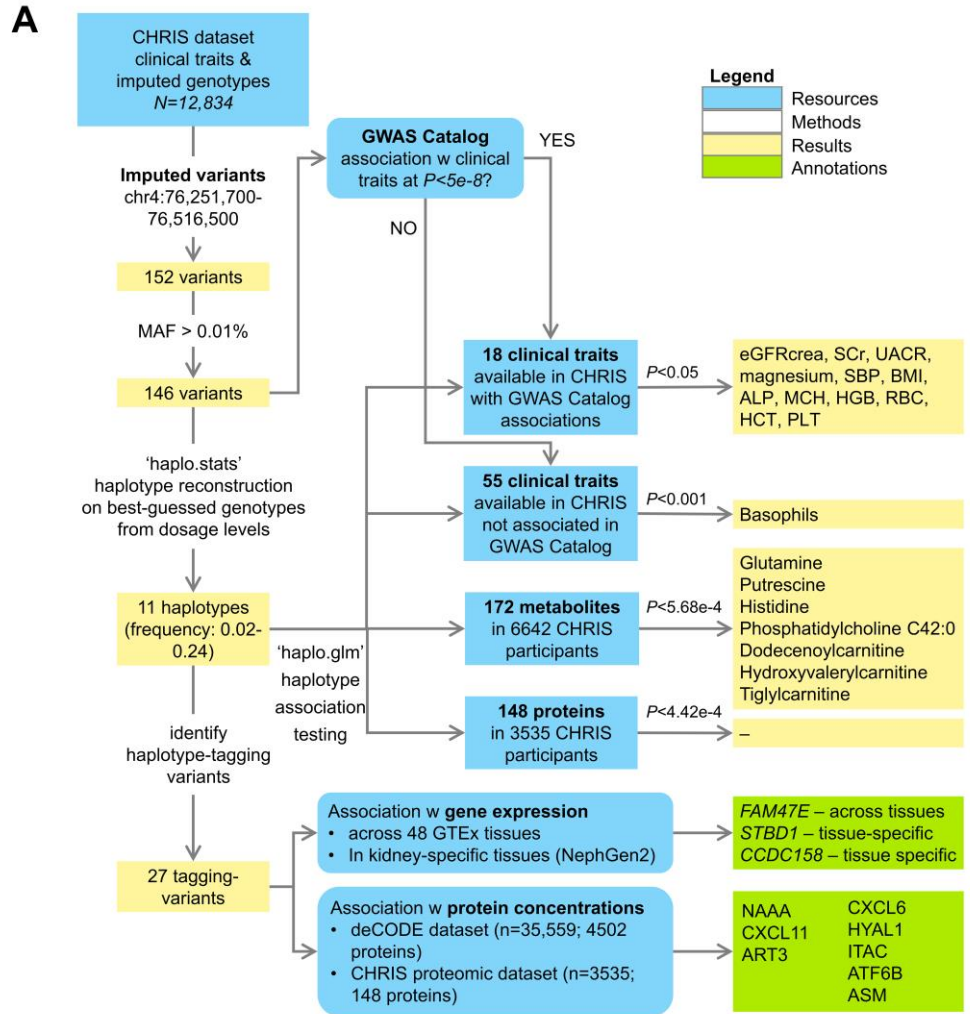 A
CHRIS dataset
clinical traits &
imputed genotypes
N=12,834
Legend
Resources
Methods
Results
Annotations
GWAS Catalog
association w clinical
traits at P<5e-8?
YES
NO
Imputed variants
chr4:76,251,700-
76,516,500
152 variants
MAF > 0.01%
146 variants
'haplo.stats'
haplotype reconstruction
on best-guessed genotypes
from dosage levels
11 haplotypes
(frequency: 0.02-
0.24)
'haplo.glm'
haplotype
association
testing
18 clinical traits
available in CHRIS
with GWAS Catalog
associations
P<0.05
eGFRcrea, SCr, UACR,
magnesium, SBP, BMI,
ALP, MCH, HGB, RBC,
HCT, PLT
55 clinical traits
available in CHRIS
not associated in
GWAS Catalog
P<0.001
Basophils
172 metabolites
in 6642 CHRIS
participants
P<5.68e-4
Glutamine
Putrescine
Histidine
Phosphatidylcholine C42:0
Dodecenoylcarnitine
Hydroxyvalerylcarnitine
Tiglylcarnitine
148 proteins
in 3535 CHRIS
participants
P<4.42e-4
–
identify
haplotype-tagging
variants
27 tagging-
variants
Association w gene expression
• across 48 GTEx tissues
• In kidney-specific tissues (NephGen2)
FAM47E – across tissues
STBD1 – tissue-specific
CCDC158 – tissue specific
Association w protein concentrations
• deCODE dataset (n=35,559; 4502
proteins)
• CHRIS proteomic dataset (n=3535;
148 proteins)
NAAA
CXCL11
ART3
CXCL6
HYAL1
ITAC
ATF6B
ASM